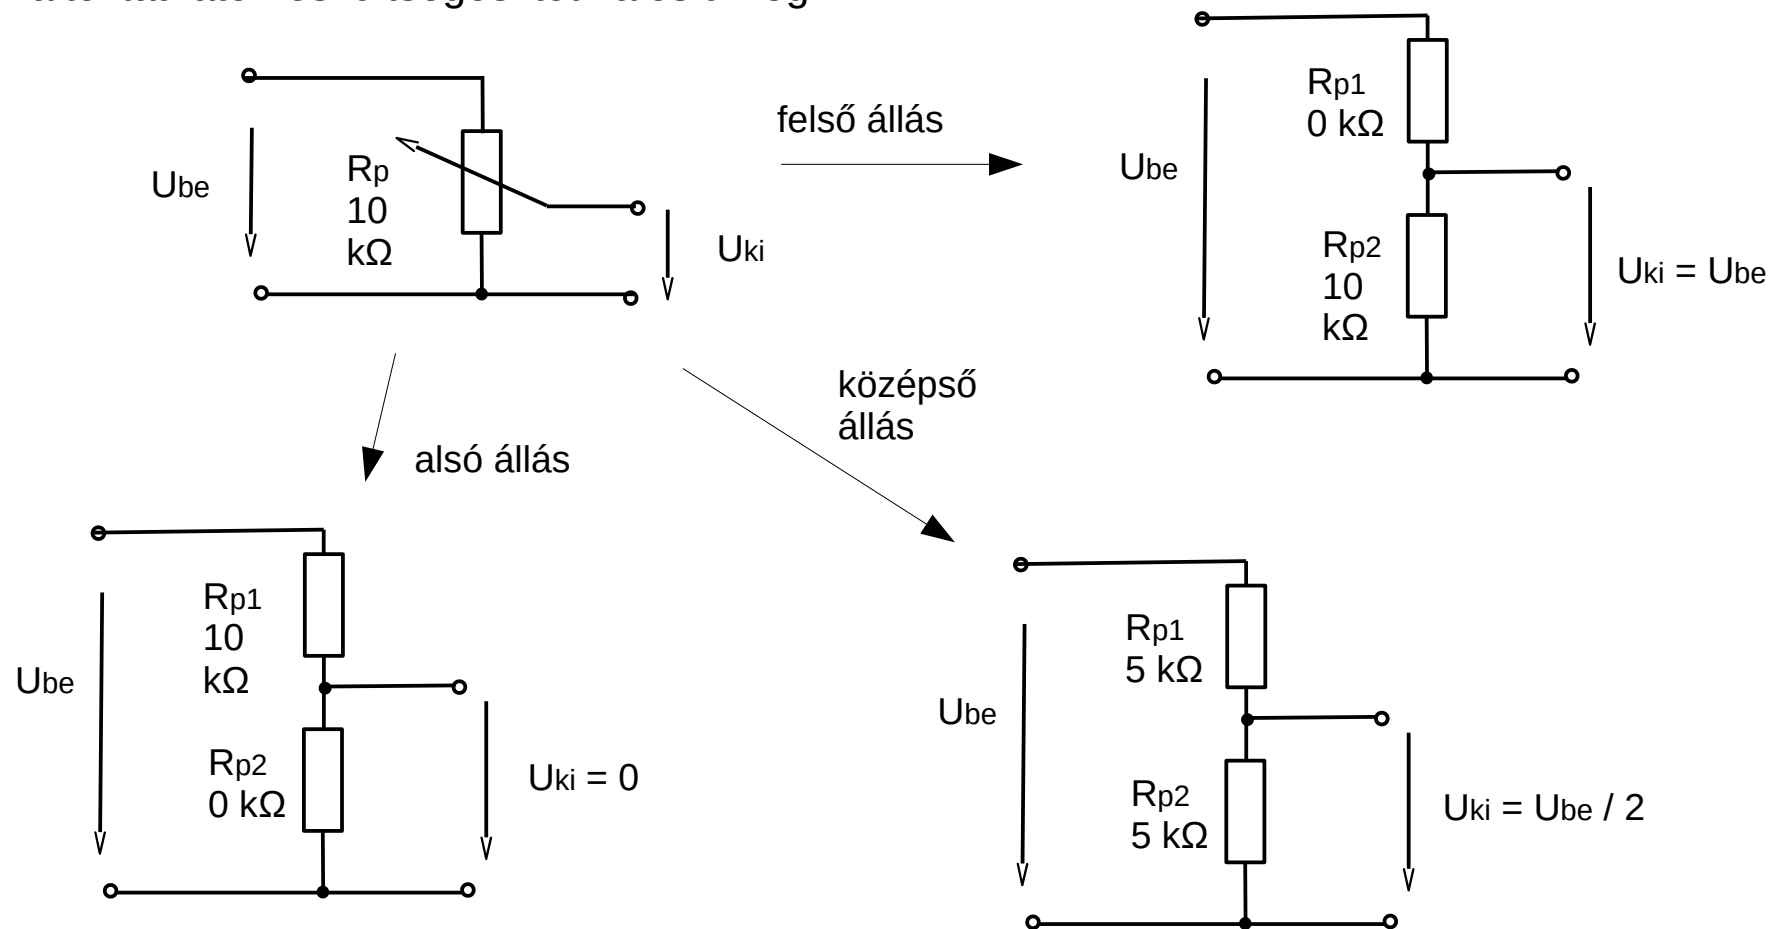 Ube
Rp
10
kΩ
Uki
felső állás
Ube
Rp1
0 kΩ
Rp2
10
kΩ
Uki = Ube
középső
állás
alsó állás
Ube
Rp1
10
kΩ
Rp2
0 kΩ
Uki = 0
Ube
Rp1
5 kΩ
Rp2
5 kΩ
Uki = Ube / 2